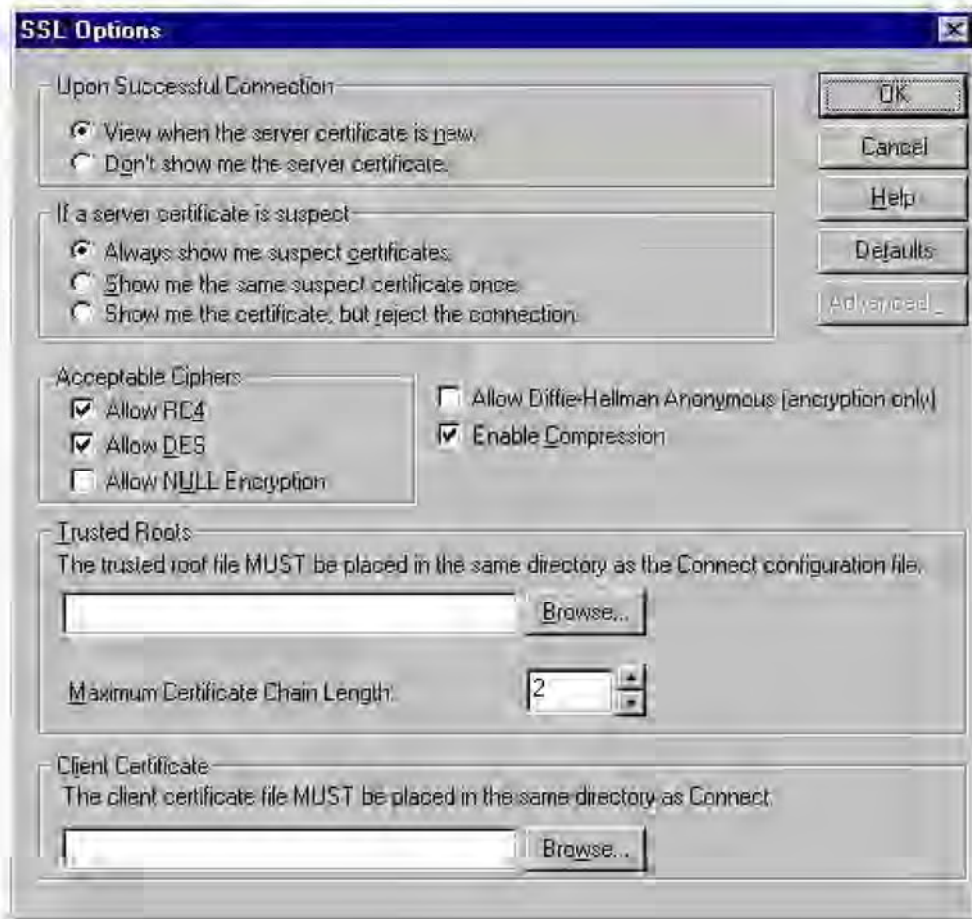 SSL Options
Upon Successful Connection
View when the server certificate is new.
Don't show me the server certificate.
OK
Cancel
Help
Defaults
Advanced...
If a server certificate is suspect
Always show me suspect certificates.
Show me the same suspect certificate once.
Show me the certificate, but reject the connection.
Acceptable Ciphers
Allow RC4
Allow DES
Allow NULL Encryption
Allow Diffie-Hellman Anonymous (encryption only)
Enable Compression
Trusted Roots
The trusted root file MUST be placed in the same directory as the Connect configuration file.
Browse...
Maximum Certificate Chain Length:
2
Client Certificate
The client certificate file MUST be placed in the same directory as Connect.
Browse...